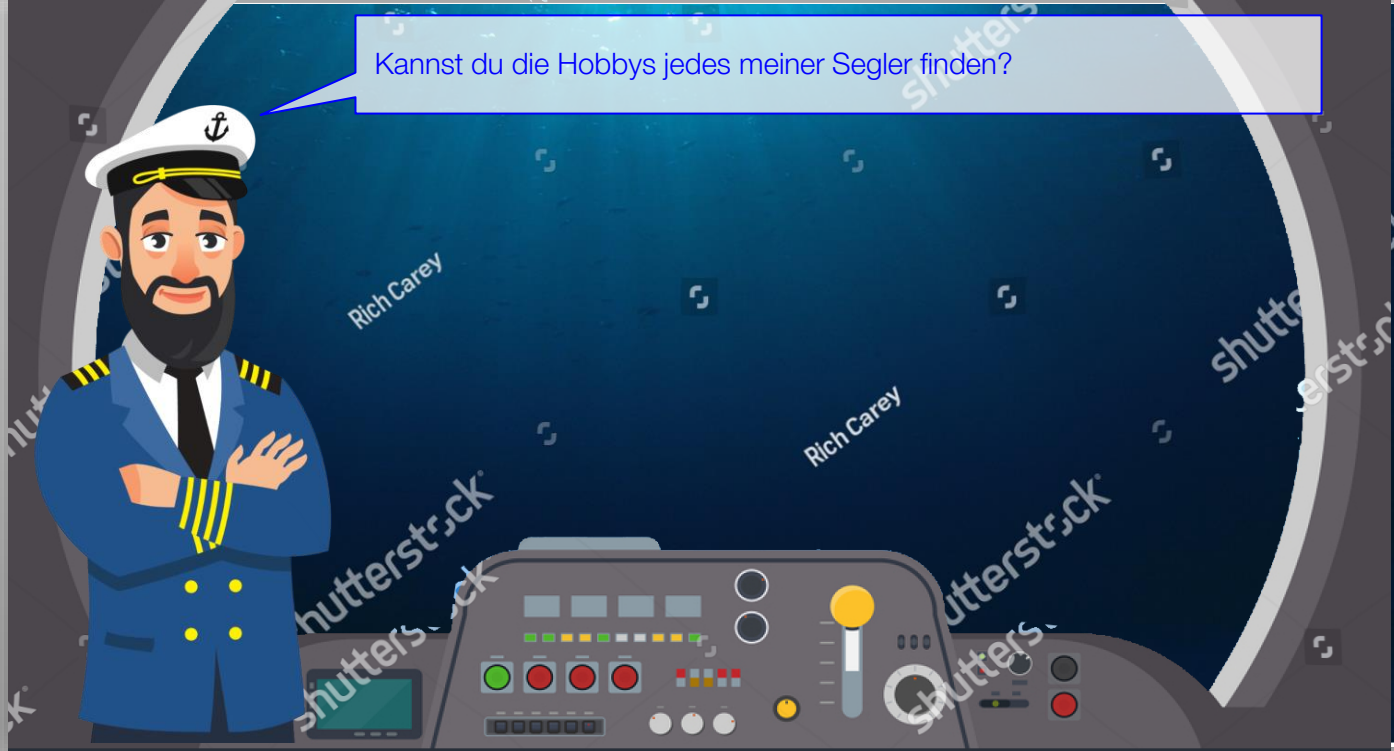 Kannst du die Hobbys jedes meiner Segler finden?
Rich Carey
shutterstock
Rich Carey
shutterstock
shutterstock